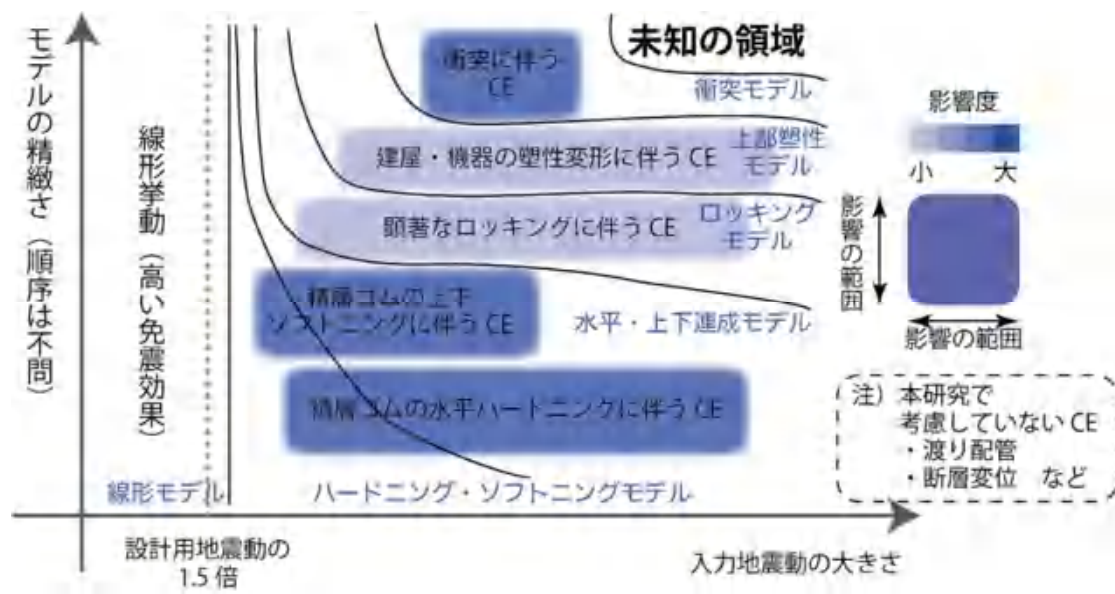 モデルの精緻さ（順序は不問）
線形挙動（高い免震効果）
未知の領域
衝突に伴う
CE
衝突モデル
建屋・機器の塑性変形に伴う CE
上部塑性
モデル
顕著なロッキングに伴う CE
ロッキング
モデル
積層ゴムの上下
ソフトニングに伴う CE
水平・上下連成モデル
積層ゴムの水平ハードニングに伴う CE
線形モデル
ハードニング・ソフトニングモデル
設計用地震動の
1.5 倍
入力地震動の大きさ
影響度
小
大
影響の範囲
影響の範囲
注）本研究で
考慮していない CE
・渡り配管
・断層変位 など